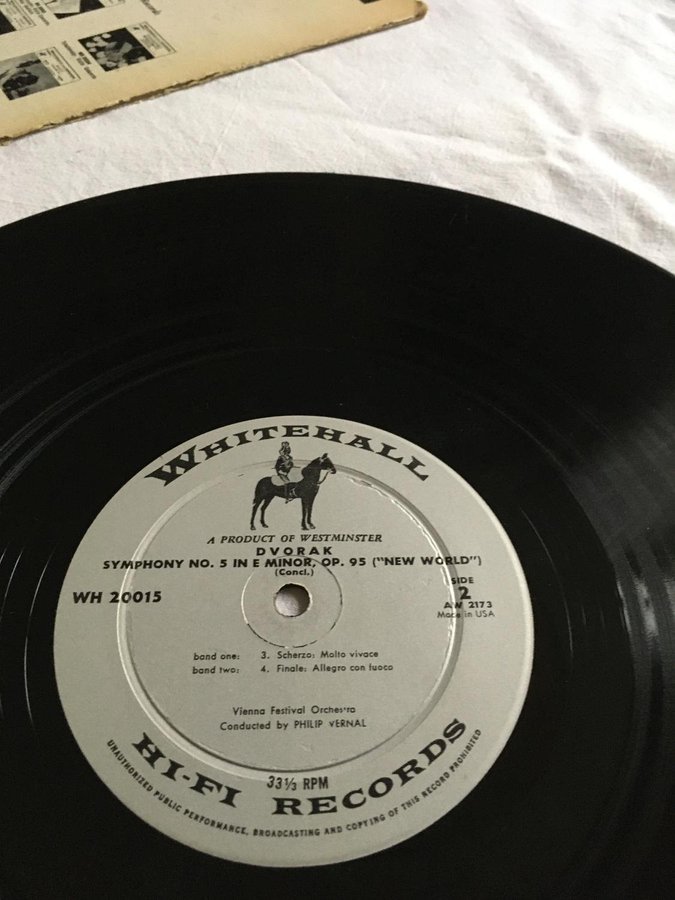 WHITEHALL
A PRODUCT OF WESTMINSTER
DVORAK
SYMPHONY NO. 5 IN E MINOR, OP. 95 ("NEW WORLD")
(Concl.)
WH 20015
SIDE
2
AW 2173
Made in USA
band one: 3. Scherzo: Molto vivace
band two: 4. Finale: Allegro con fuoco
Vienna Festival Orchestra
Conducted by PHILIP VERNAL
33⅓ RPM
HI-FI RECORDS
UNAUTHORIZED PUBLIC PERFORMANCE, BROADCASTING AND COPYING OF THIS RECORD PROHIBITED